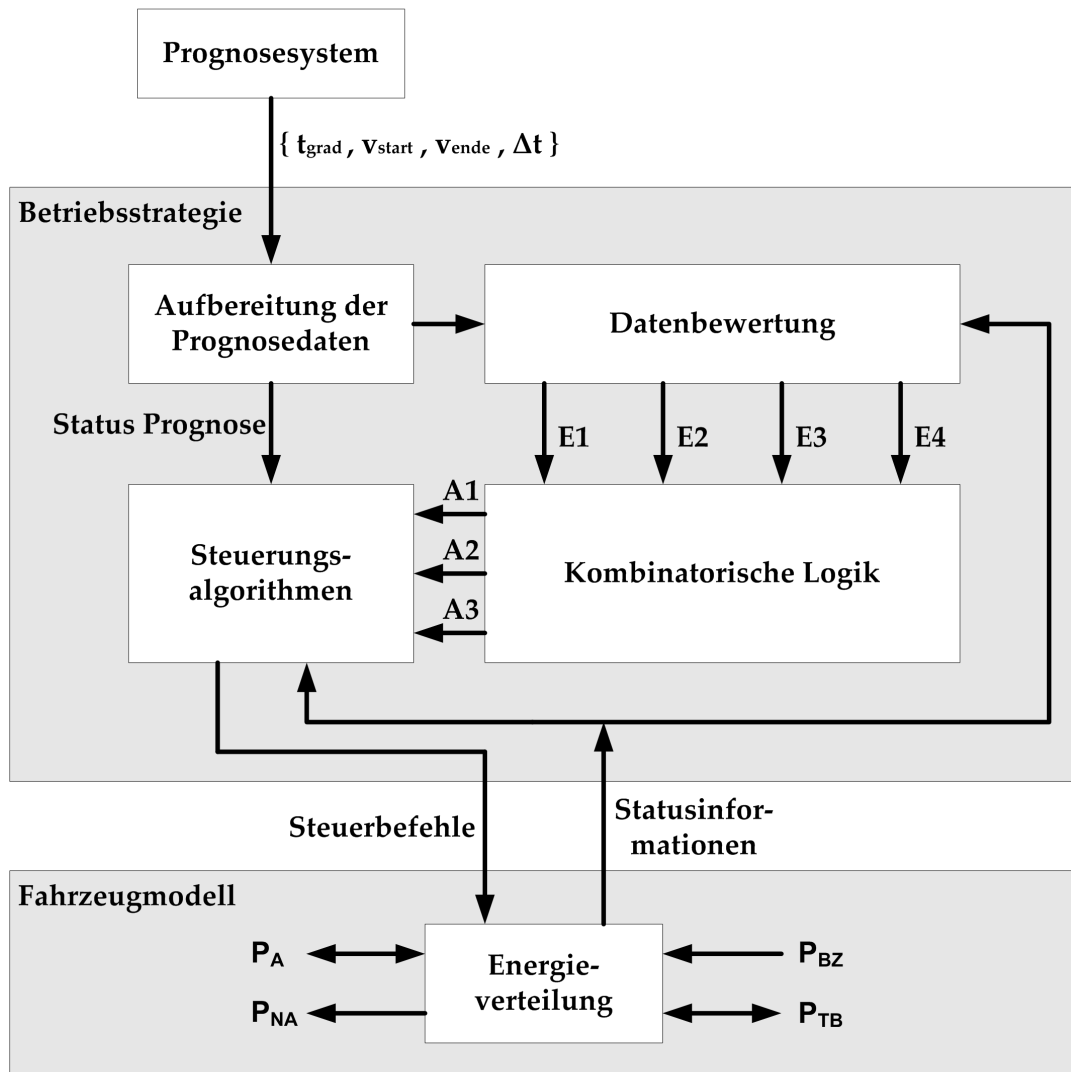 Prognosesystem
{ tgrad , vstart , vende , Δt }
Betriebsstrategie
Aufbereitung der
Prognosedaten
Datenbewertung
Status Prognose
E1
E2
E3
E4
A1
A2
A3
Steuerungs-
algorithmen
Kombinatorische Logik
Steuerbefehle
Statusinfor-
mationen
Fahrzeugmodell
PA
PNA
Energie-
verteilung
PBZ
PTB